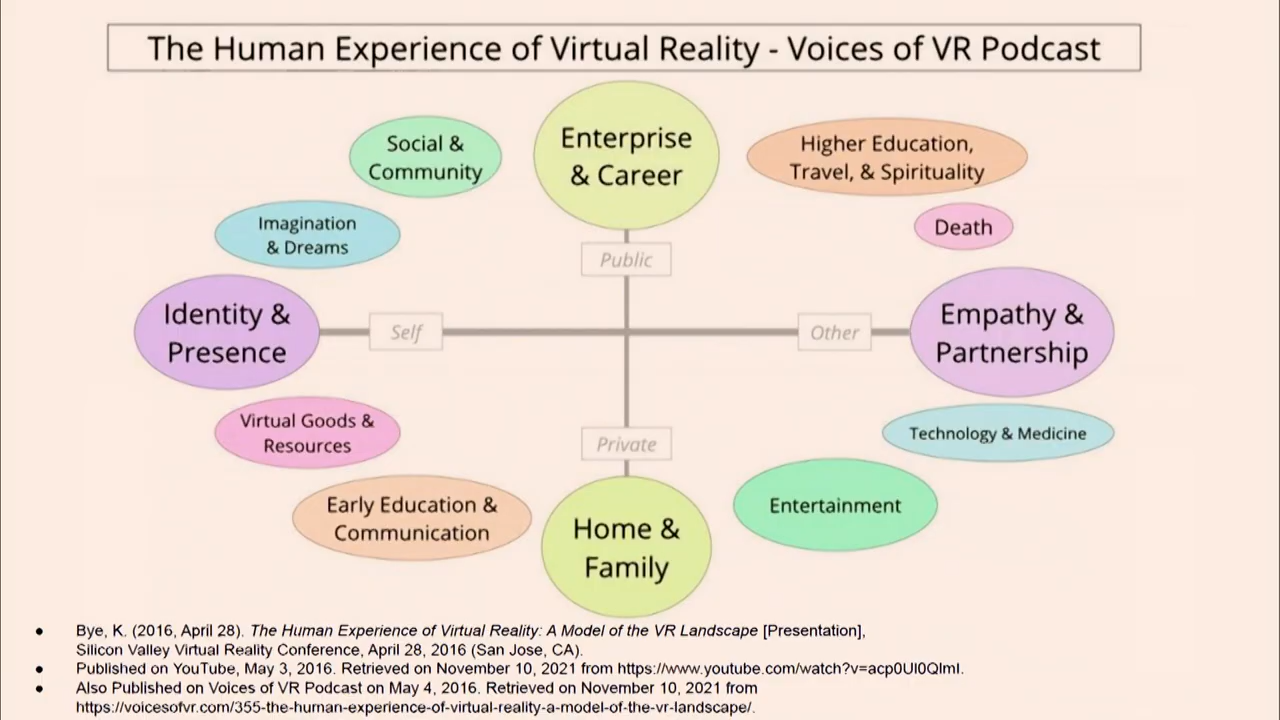 The Human Experience of Virtual Reality - Voices of VR Podcast
Social &
Community
Enterprise
& Career
Higher Education,
Travel, & Spirituality
Imagination
& Dreams
Death
Public
Identity &
Presence
Self
Other
Empathy &
Partnership
Virtual Goods &
Resources
Private
Technology & Medicine
Early Education &
Communication
Home &
Family
Entertainment
● Bye, K. (2016, April 28). The Human Experience of Virtual Reality: A Model of the VR Landscape [Presentation],
Silicon Valley Virtual Reality Conference, April 28, 2016 (San Jose, CA).
● Published on YouTube, May 3, 2016. Retrieved on November 10, 2021 from https://www.youtube.com/watch?v=acp0UI0QlmI.
● Also Published on Voices of VR Podcast on May 4, 2016. Retrieved on November 10, 2021 from
https://voicesofvr.com/355-the-human-experience-of-virtual-reality-a-model-of-the-vr-landscape/.